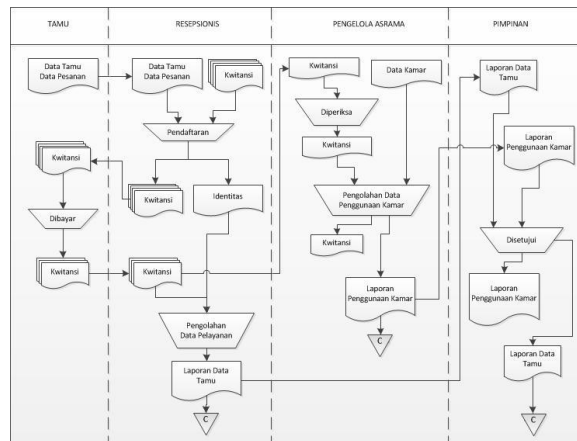 TAMU
RESEPSIONIS
PENGELOLA ASRAMA
PIMPINAN
Data Tamu
Data Pesanan
Data Tamu
Data Pesanan
Kwitansi
Pendaftaran
Kwitansi
Kwitansi
Identitas
Dibayar
Kwitansi
Kwitansi
Pengolahan
Data Pelayanan
Laporan Data
Tamu
C
Kwitansi
Data Kamar
Diperiksa
Kwitansi
Pengolahan Data
Penggunaan Kamar
Kwitansi
Laporan
Penggunaan Kamar
C
Laporan Data
Tamu
Laporan
Penggunaan Kamar
Disetujui
Laporan
Penggunaan Kamar
Laporan Data
Tamu
C